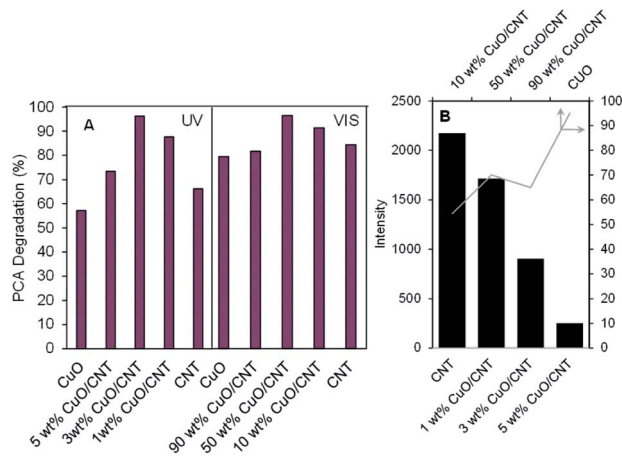 10 wt% CuO/CNT
50 wt% CuO/CNT
90 wt% CuO/CNT
CUO
A
UV
VIS
PCA Degradation (%)
100
90
80
70
60
50
40
30
20
10
0
CuO
5 wt% CuO/CNT
3wt% CuO/CNT
1wt% CuO/CNT
CNT
CuO
90 wt% CuO/CNT
50 wt% CuO/CNT
10 wt% CuO/CNT
CNT
B
Intensity
2500
2000
1500
1000
500
0
100
90
80
70
60
50
40
30
20
10
0
CNT
1 wt% CuO/CNT
3 wt% CuO/CNT
5 wt% CuO/CNT